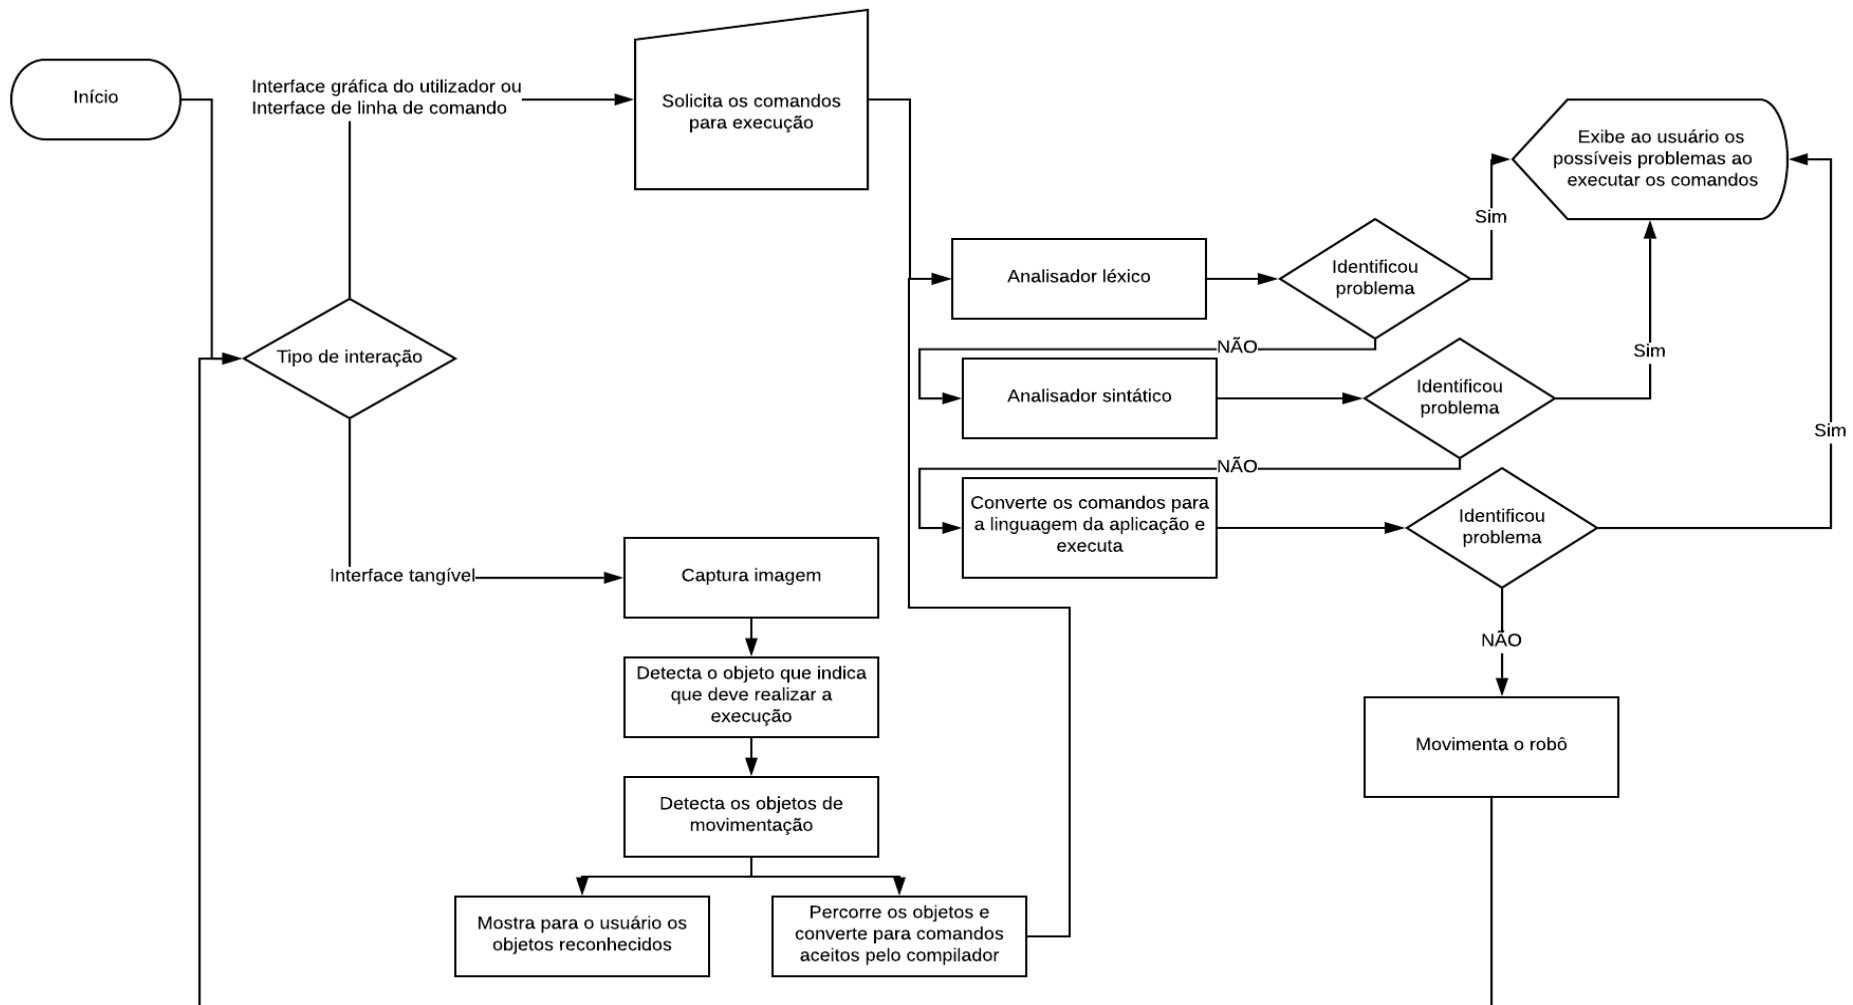 Início
Interface gráfica do utilizador ou
Interface de linha de comando
Solicita os comandos
para execução
Exibe ao usuário os
possíveis problemas ao
executar os comandos
Sim
Analisador léxico
Identificou
problema
NÃO
Tipo de interação
Analisador sintático
Identificou
problema
Sim
Sim
NÃO
Converte os comandos para
a linguagem da aplicação e
executa
Identificou
problema
NÃO
Movimenta o robô
Interface tangível
Captura imagem
Detecta o objeto que indica
que deve realizar a
execução
Detecta os objetos de
movimentação
Mostra para o usuário os
objetos reconhecidos
Percorre os objetos e
converte para comandos
aceitos pelo compilador